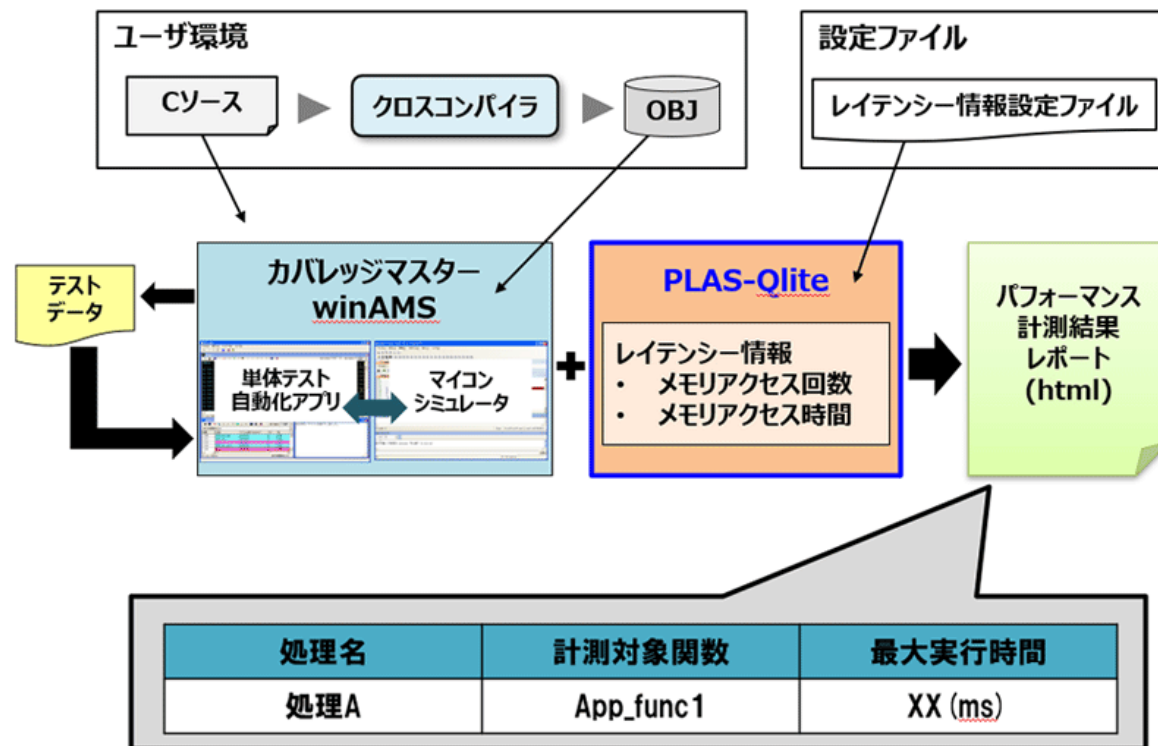 ユーザ環境
Cソース
クロスコンパイラ
OBJ
設定ファイル
レイテンシー情報設定ファイル
テスト
データ
カバレッジマスター
winAMS
単体テスト
自動化アプリ
マイコン
シミュレータ
+
PLAS-Qlite
レイテンシー情報
・ メモリアクセス回数
・ メモリアクセス時間
パフォーマンス
計測結果
レポート
(html)
処理名 計測対象関数 最大実行時間
処理A App_func1 XX (ms)